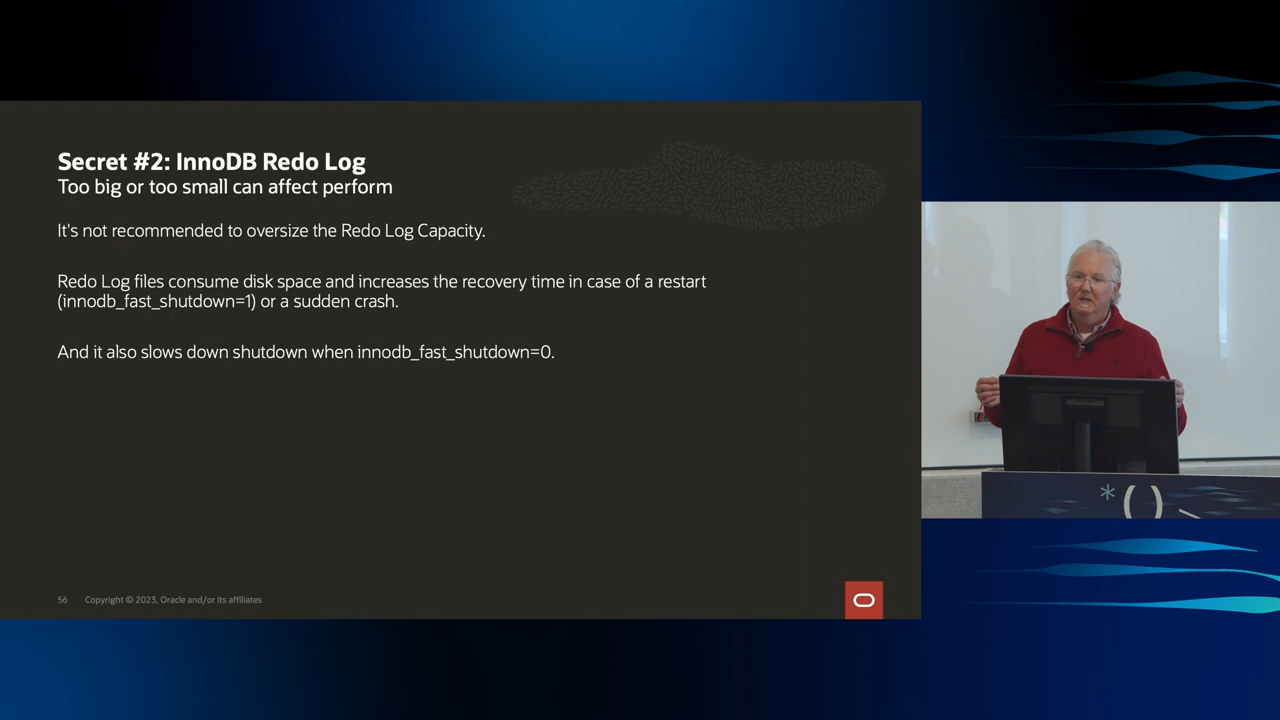 Secret #2: InnoDB Redo Log
Too big or too small can affect perform
It's not recommended to oversize the Redo Log Capacity.
Redo Log files consume disk space and increases the recovery time in case of a restart
(innodb_fast_shutdown=1) or a sudden crash.
And it also slows down shutdown when innodb_fast_shutdown=0.
56 Copyright © 2023, Oracle and/or its affiliates
*()~